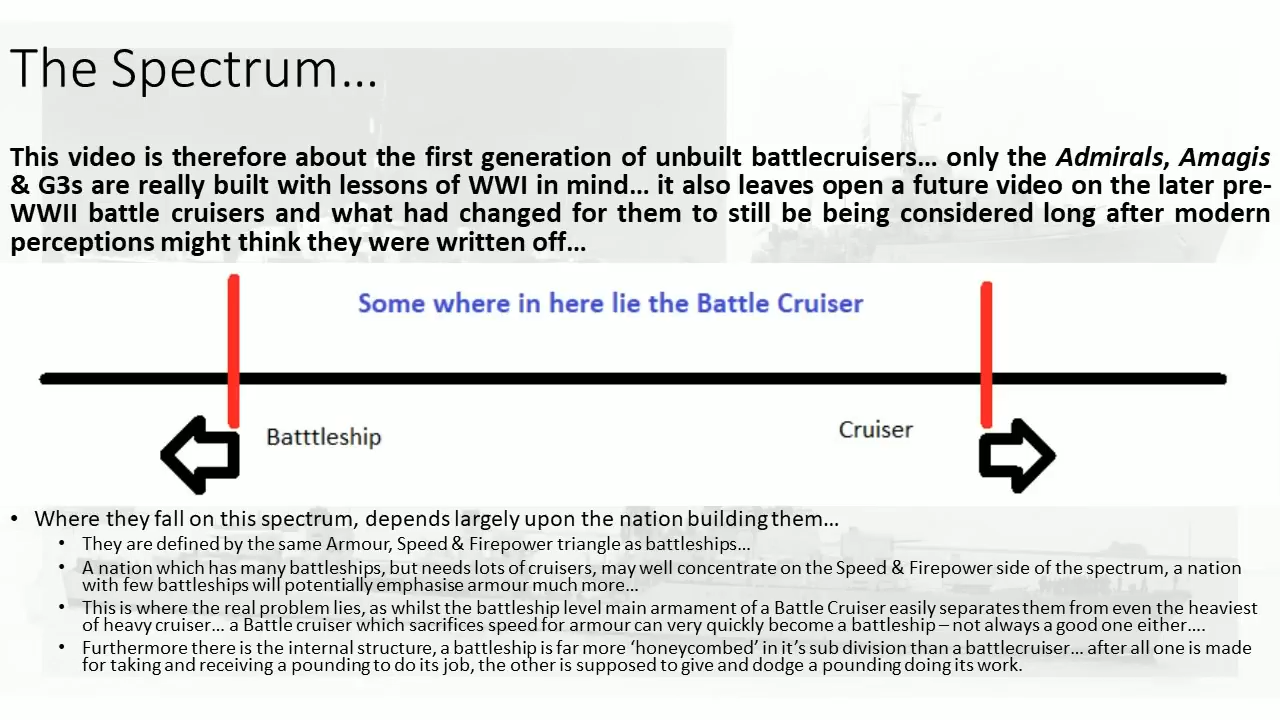 The Spectrum...
This video is therefore about the first generation of unbuilt battlecruisers... only the Admirals, Amagis
& G3s are really built with lessons of WWI in mind... it also leaves open a future video on the later pre-
WWII battle cruisers and what had changed for them to still be being considered long after modern
perceptions might think they were written off...
Some where in here lie the Battle Cruiser
Batttleship
Cruiser
• Where they fall on this spectrum, depends largely upon the nation building them...
• They are defined by the same Armour, Speed & Firepower triangle as battleships...
• A nation which has many battleships, but needs lots of cruisers, may well concentrate on the Speed & Firepower side of the spectrum, a nation
with few battleships will potentially emphasise armour much more...
• This is where the real problem lies, as whilst the battleship level main armament of a Battle Cruiser easily separates them from even the heaviest
of heavy cruiser... a Battle cruiser which sacrifices speed for armour can very quickly become a battleship – not always a good one either....
• Furthermore there is the internal structure, a battleship is far more ‘honeycombed’ in it’s sub division than a battlecruiser... after all one is made
for taking and receiving a pounding to do its job, the other is supposed to give and dodge a pounding doing its work.